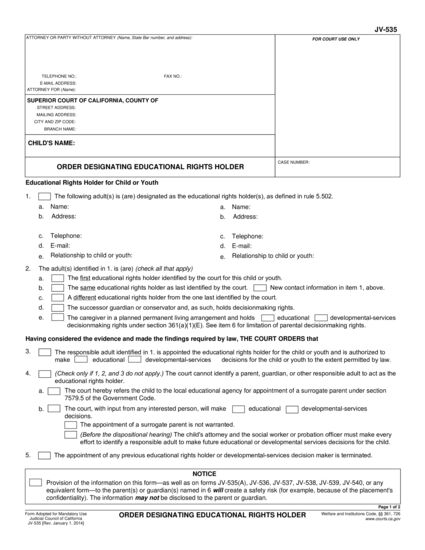 JV-535
ATTORNEY OR PARTY WITHOUT ATTORNEY (Name, State Bar number, and address):
FOR COURT USE ONLY
TELEPHONE NO.: FAX NO.:
E-MAIL ADDRESS:
ATTORNEY FOR (Name):
SUPERIOR COURT OF CALIFORNIA, COUNTY OF
STREET ADDRESS:
MAILING ADDRESS:
CITY AND ZIP CODE:
BRANCH NAME:
CHILD'S NAME:
ORDER DESIGNATING EDUCATIONAL RIGHTS HOLDER
CASE NUMBER:
Educational Rights Holder for Child or Youth
1. The following adult(s) is (are) designated as the educational rights holder(s), as defined in rule 5.502.
a. Name: a. Name:
b. Address: b. Address:
c. Telephone: c. Telephone:
d. E-mail: d. E-mail:
e. Relationship to child or youth: e. Relationship to child or youth:
2. The adult(s) identified in 1. is (are) (check all that apply)
a. The first educational rights holder identified by the court for this child or youth.
b. The same educational rights holder as last identified by the court. New contact information in item 1, above.
c. A different educational rights holder from the one last identified by the court.
d. The successor guardian or conservator and, as such, holds decisionmaking rights.
e. The caregiver in a planned permanent living arrangement and holds educational developmental-services
decisionmaking rights under section 361(a)(1)(E). See item 6 for limitation of parental decisionmaking rights.
Having considered the evidence and made the findings required by law, THE COURT ORDERS that
3. The responsible adult identified in 1. is appointed the educational rights holder for the child or youth and is authorized to
make educational developmental-services decisions for the child or youth to the extent permitted by law.
4. (Check only if 1, 2, and 3 do not apply.) The court cannot identify a parent, guardian, or other responsible adult to act as the
educational rights holder.
a. The court hereby refers the child to the local educational agency for appointment of a surrogate parent under section
7579.5 of the Government Code.
b. The court, with input from any interested person, will make educational developmental-services
decisions.
The appointment of a surrogate parent is not warranted.
(Before the dispositional hearing) The child's attorney and the social worker or probation officer must make every
effort to identify a responsible adult to make future educational or developmental-services decisions for the child.
5. The appointment of any previous educational rights holder or developmental-services decision maker is terminated.
NOTICE
Provision of the information on this form—as well as on forms JV-535(A), JV-536, JV-537, JV-538, JV-539, JV-540, or any
equivalent form—to the parent(s) or guardian(s) named in 6 will create a safety risk (for example, because of the placement's
confidentiality). The information may not be disclosed to the parent or guardian.
Page 1 of 2
Form Adopted for Mandatory Use
Judicial Council of California
JV-535 [Rev. January 1, 2014]
ORDER DESIGNATING EDUCATIONAL RIGHTS HOLDER
Welfare and Institutions Code, §§ 361, 726
www.courts.ca.gov